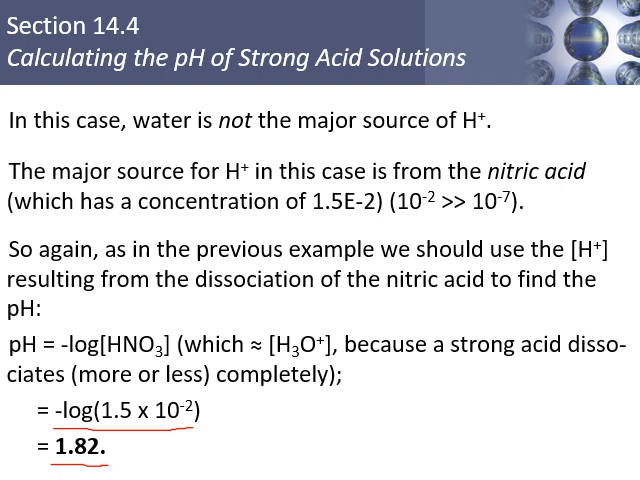 Section 14.4
Calculating the pH of Strong Acid Solutions
In this case, water is not the major source of H⁺.
The major source for H⁺ in this case is from the nitric acid
(which has a concentration of 1.5E-2) (10⁻² >> 10⁻⁷).
So again, as in the previous example we should use the [H⁺]
resulting from the dissociation of the nitric acid to find the
pH:
pH = -log[HNO₃] (which ≈ [H₃O⁺], because a strong acid disso-
ciates (more or less) completely);
= -log(1.5 x 10⁻²)
= 1.82.